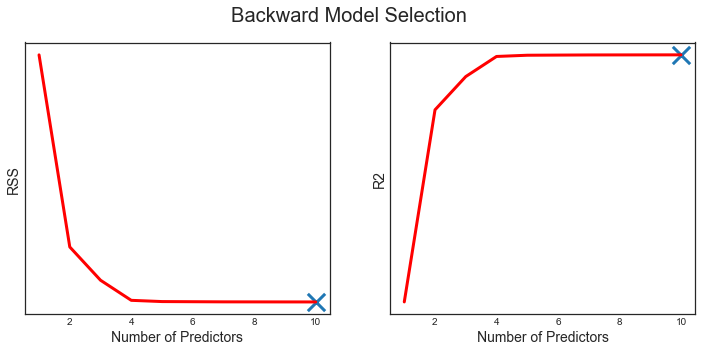 Backward Model Selection
RSS
2 4 6 8 10
Number of Predictors
R2
2 4 6 8 10
Number of Predictors